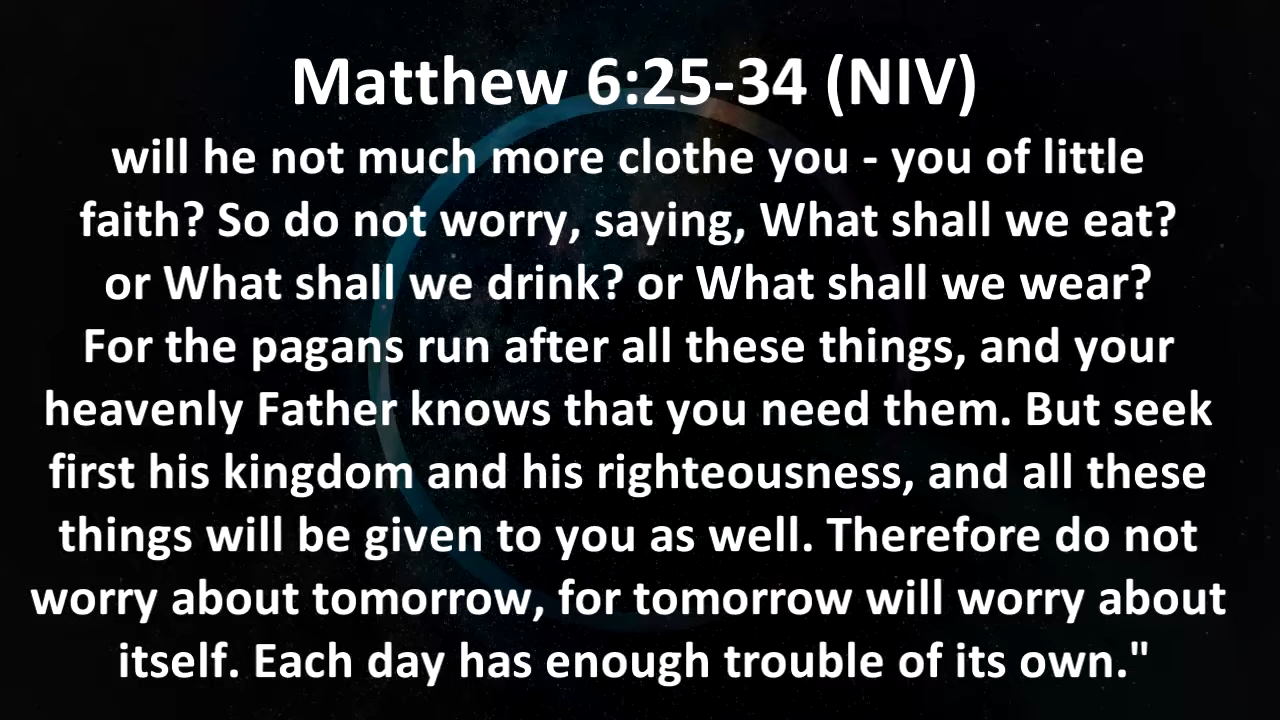 Matthew 6:25-34 (NIV)
will he not much more clothe you - you of little
faith? So do not worry, saying, What shall we eat?
or What shall we drink? or What shall we wear?
For the pagans run after all these things, and your
heavenly Father knows that you need them. But seek
first his kingdom and his righteousness, and all these
things will be given to you as well. Therefore do not
worry about tomorrow, for tomorrow will worry about
itself. Each day has enough trouble of its own."